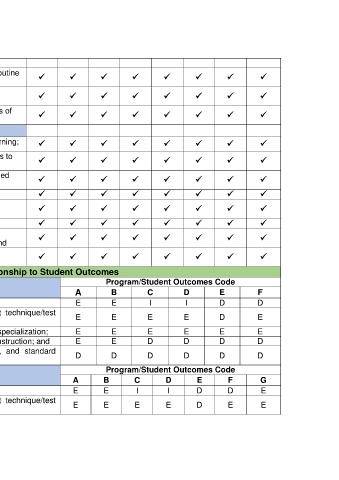 outine
✓ ✓ ✓ ✓ ✓ ✓ ✓ ✓
✓ ✓ ✓ ✓ ✓ ✓ ✓ ✓
s of
✓ ✓ ✓ ✓ ✓ ✓ ✓ ✓
rning; ✓ ✓ ✓ ✓ ✓ ✓ ✓ ✓
s to
✓ ✓ ✓ ✓ ✓ ✓ ✓ ✓
ed
✓ ✓ ✓ ✓ ✓ ✓ ✓ ✓
✓ ✓ ✓ ✓ ✓ ✓ ✓ ✓
✓ ✓ ✓ ✓ ✓ ✓ ✓ ✓
✓ ✓ ✓ ✓ ✓ ✓ ✓ ✓
✓ ✓ ✓ ✓ ✓ ✓ ✓ ✓
nd
✓ ✓ ✓ ✓ ✓ ✓ ✓ ✓
onship to Student Outcomes
Program/Student Outcomes Code
A B C D E F
E E I I D D
technique/test
E E E E D E
specialization; E E E E E E
struction; and E E D D D D
, and standard
D D D D D D
Program/Student Outcomes Code
A B C D E F G
E E I I D D E
technique/test
E E E E D E E